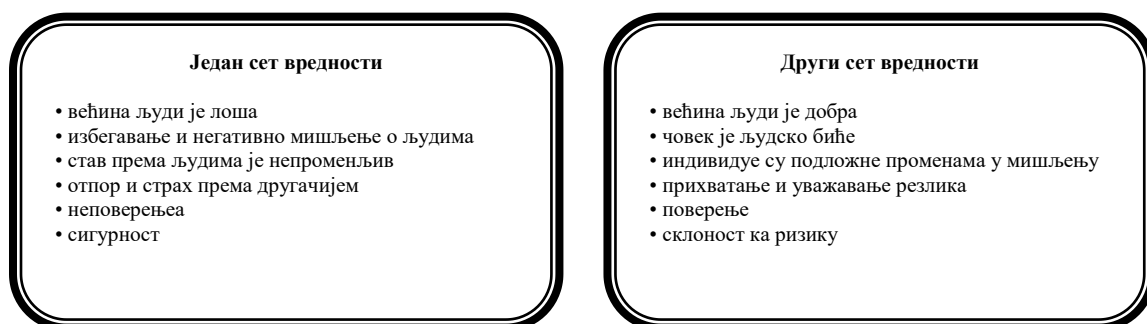 Један сет вредности
• већина људи је лоша
• избегавање и негативно мишљење о људима
• став према људима је непроменљив
• отпор и страх према другачијем
• неповерењеа
• сигурност
Други сет вредности
• већина људи је добра
• човек је људско биће
• индивидуе су подложне променама у мишљењу
• прихватање и уважавање резлика
• поверење
• склоност ка ризику